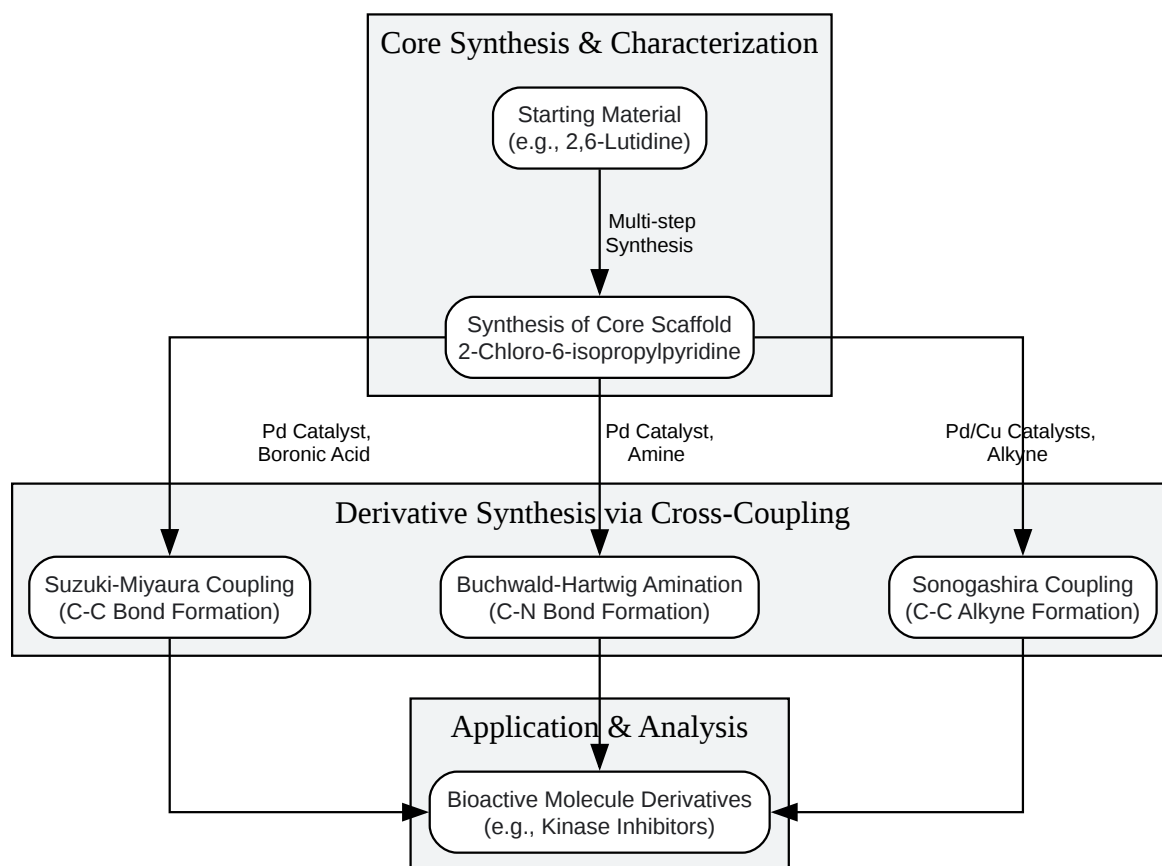 Core Synthesis & Characterization
Starting Material
(e.g., 2,6-Lutidine)
Multi-step
Synthesis
Synthesis of Core Scaffold
2-Chloro-6-isopropylpyridine
Pd Catalyst,
Boronic Acid
Pd Catalyst,
Amine
Pd/Cu Catalysts,
Alkyne
Derivative Synthesis via Cross-Coupling
Suzuki-Miyaura Coupling
(C-C Bond Formation)
Buchwald-Hartwig Amination
(C-N Bond Formation)
Sonogashira Coupling
(C-C Alkyne Formation)
Application & Analysis
Bioactive Molecule Derivatives
(e.g., Kinase Inhibitors)